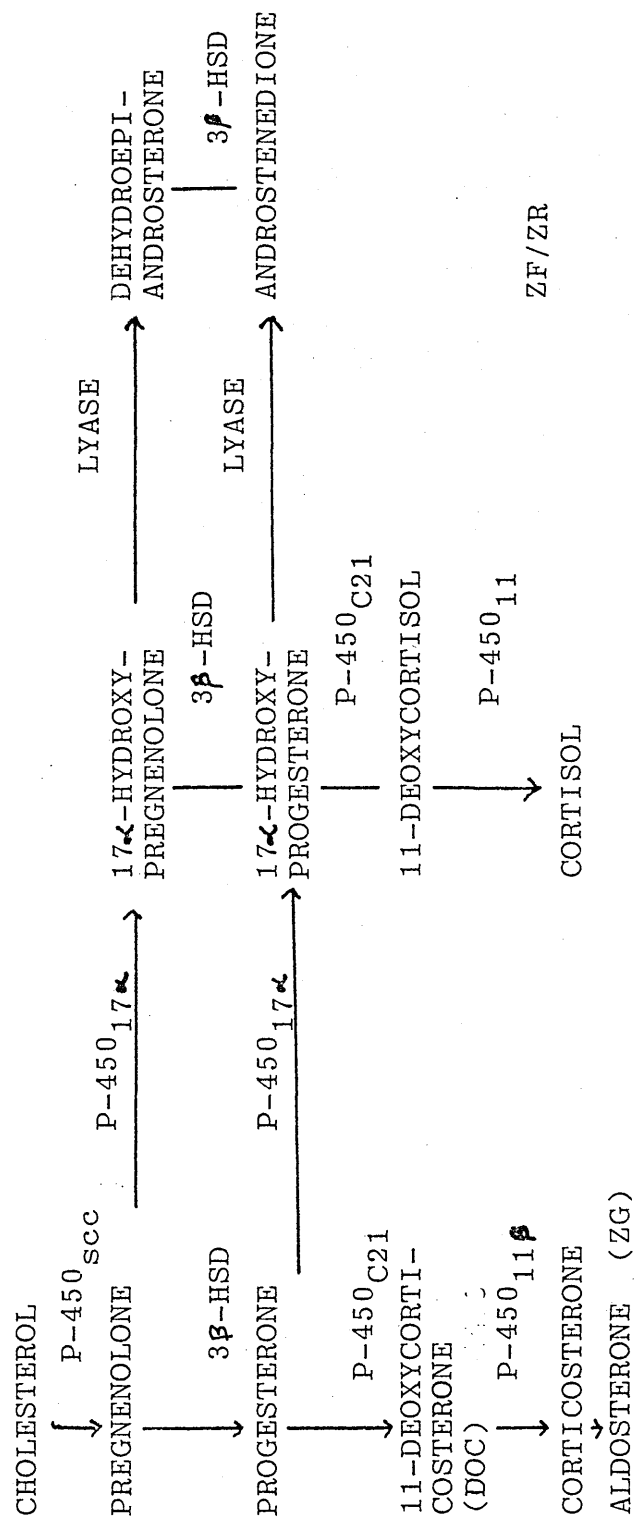 CHOLESTEROL
P-450scc
PREGNENOLONE
P-45017α
17α-HYDROXY-
PREGNENOLONE
LYASE
DEHYDROEPI-
ANDROSTERONE
3β-HSD
3β-HSD
3β-HSD
PROGESTERONE
P-45017α
17α-HYDROXY-
PROGESTERONE
LYASE
ANDROSTENEDIONE
P-450C21
P-450C21
11-DEOXYCORTI-
COSTERONE
(DOC)
11-DEOXYCORTISOL
P-45011β
P-45011
ZF/ZR
CORTICOSTERONE
CORTISOL
ALDOSTERONE (ZG)